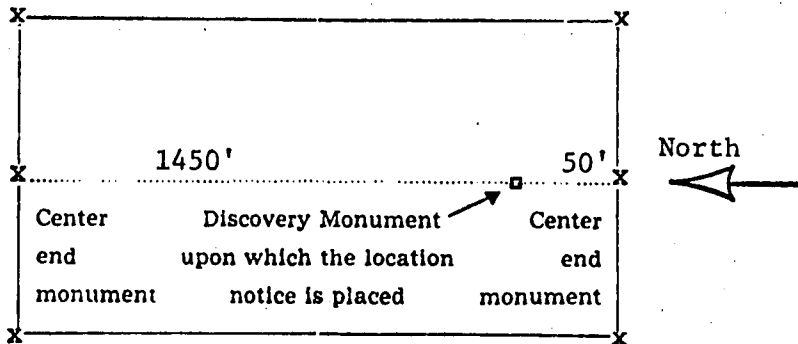 1450'
50'
North
Center
end
monument
Discovery Monument
upon which the location
notice is placed
Center
end
monument